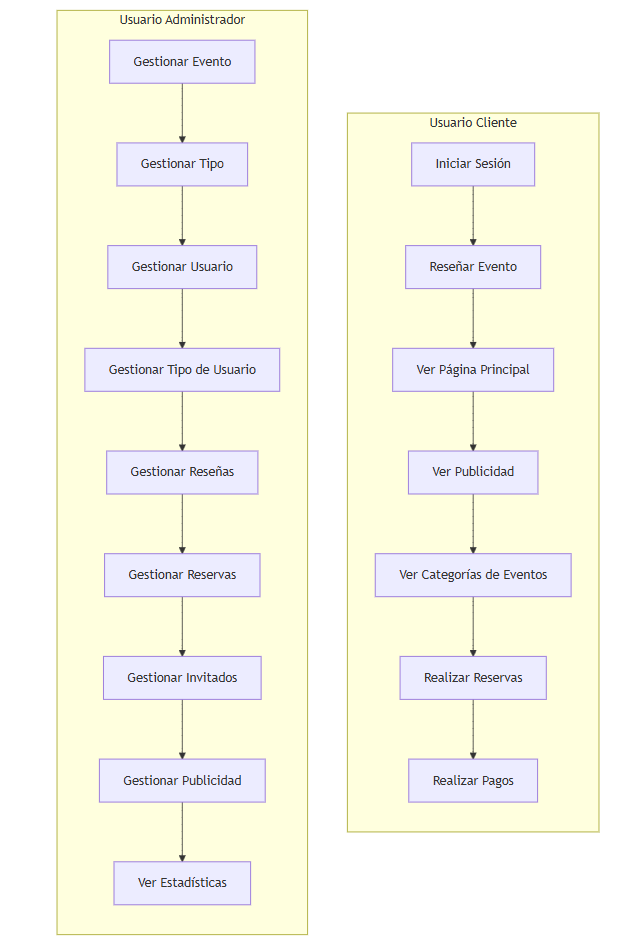 Usuario Administrador
Gestionar Evento
Gestionar Tipo
Gestionar Usuario
Gestionar Tipo de Usuario
Gestionar Reseñas
Gestionar Reservas
Gestionar Invitados
Gestionar Publicidad
Ver Estadísticas
Usuario Cliente
Iniciar Sesión
Reseñar Evento
Ver Página Principal
Ver Publicidad
Ver Categorías de Eventos
Realizar Reservas
Realizar Pagos